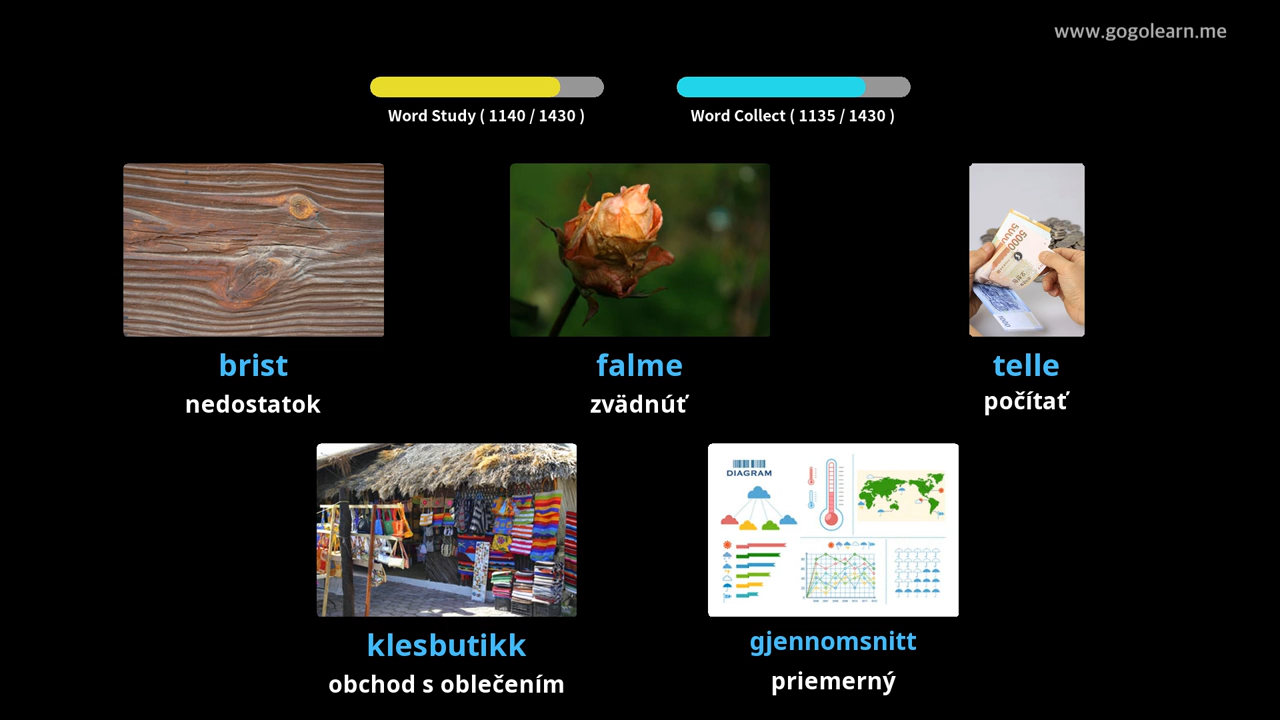 www.gogolearn.me
Word Study ( 1140 / 1430 )
Word Collect ( 1135 / 1430 )
brist
nedostatok
falme
zvädnúť
telle
počítať
DIAGRAM
klesbutikk
obchod s oblečením
gjennomsnitt
priemerný